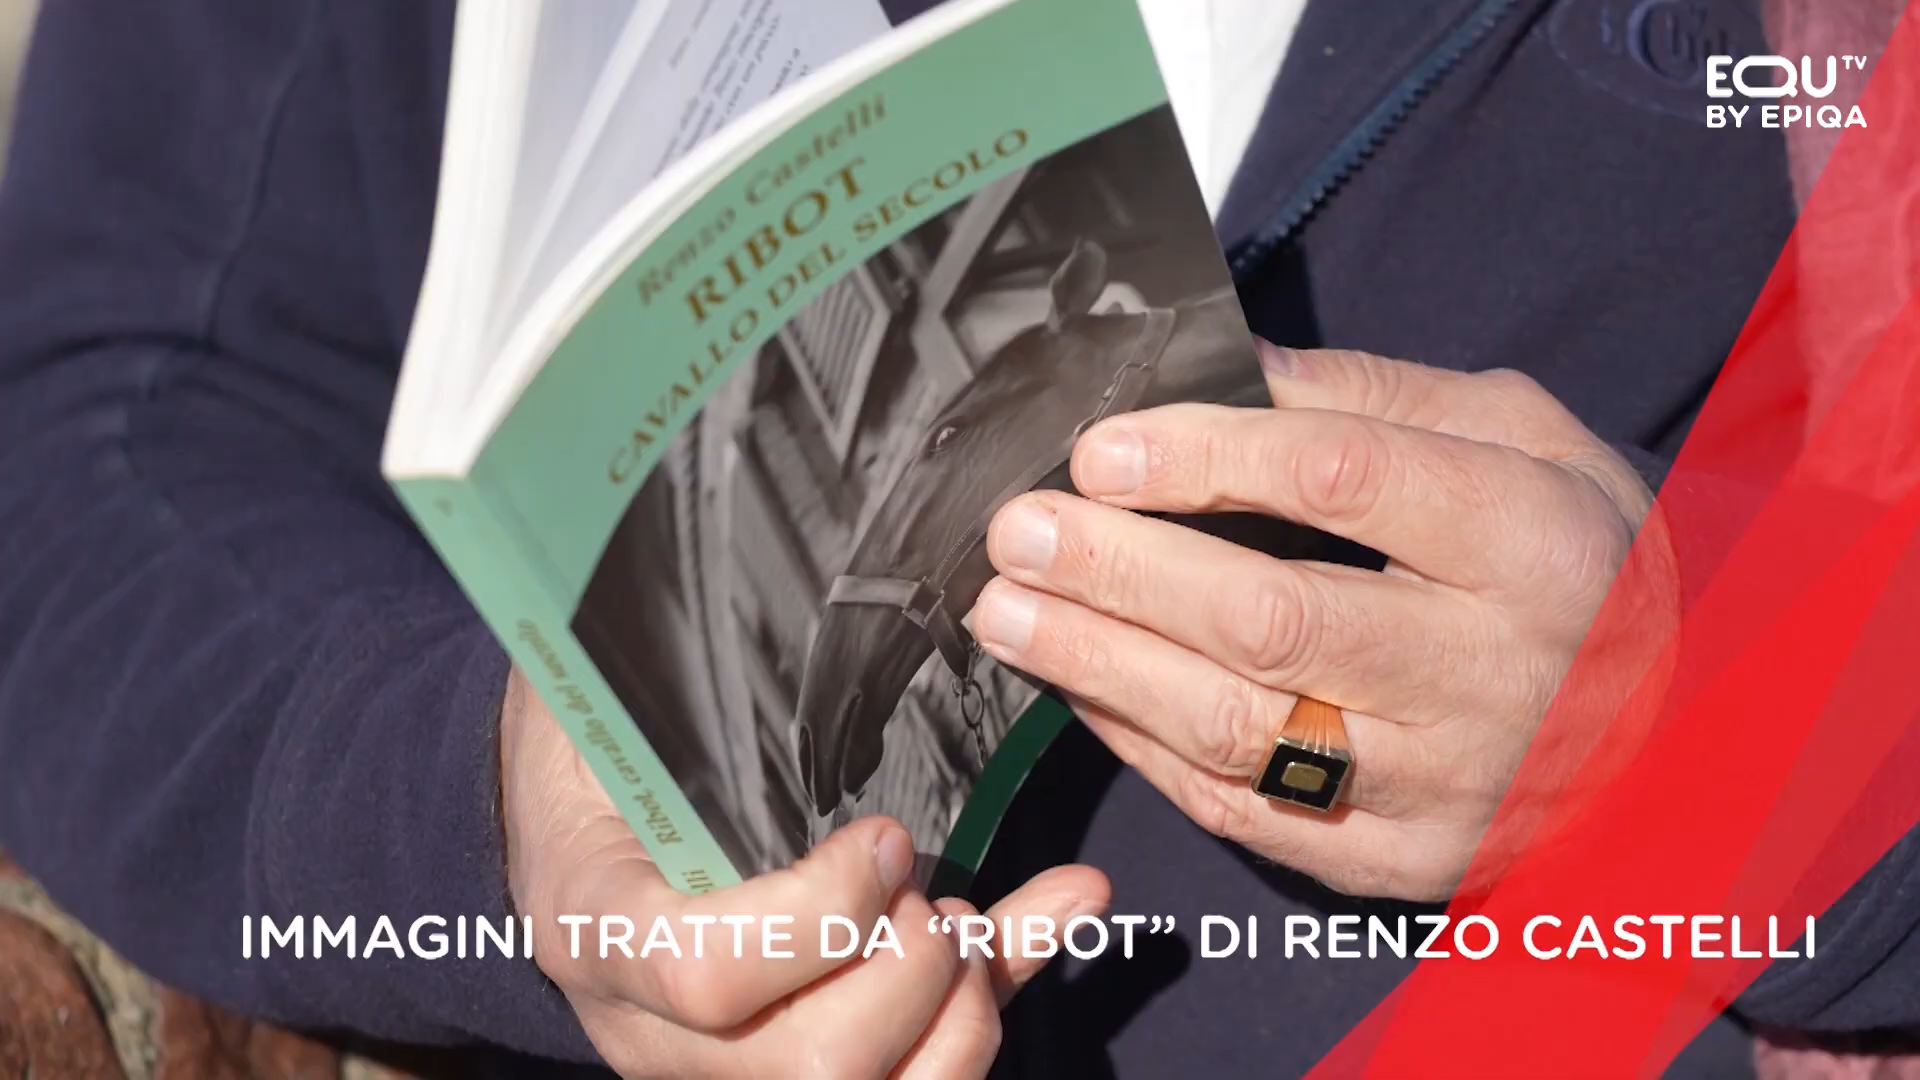 EQU TV
BY EPIQA
Renzo Castelli
RIBOT
CAVALLO DEL SECOLO
Ribot, cavallo del secolo
IMMAGINI TRATTE DA “RIBOT” DI RENZO CASTELLI